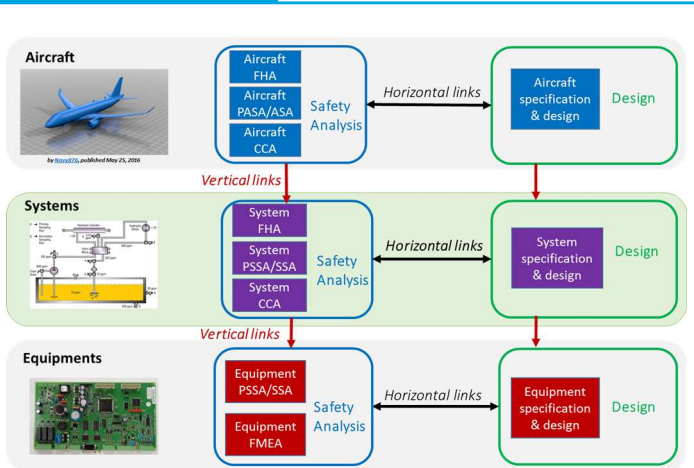 Aircraft
by Navy876, published May 25, 2016
Aircraft
FHA
Aircraft
PASA/ASA
Aircraft
CCA
Safety
Analysis
Horizontal links
Aircraft
specification
& design
Design
Vertical links
Systems
System
FHA
System
PSSA/SSA
System
CCA
Safety
Analysis
Horizontal links
System
specification
& design
Design
Vertical links
Equipments
Equipment
PSSA/SSA
Equipment
FMEA
Safety
Analysis
Horizontal links
Equipment
specification
& design
Design